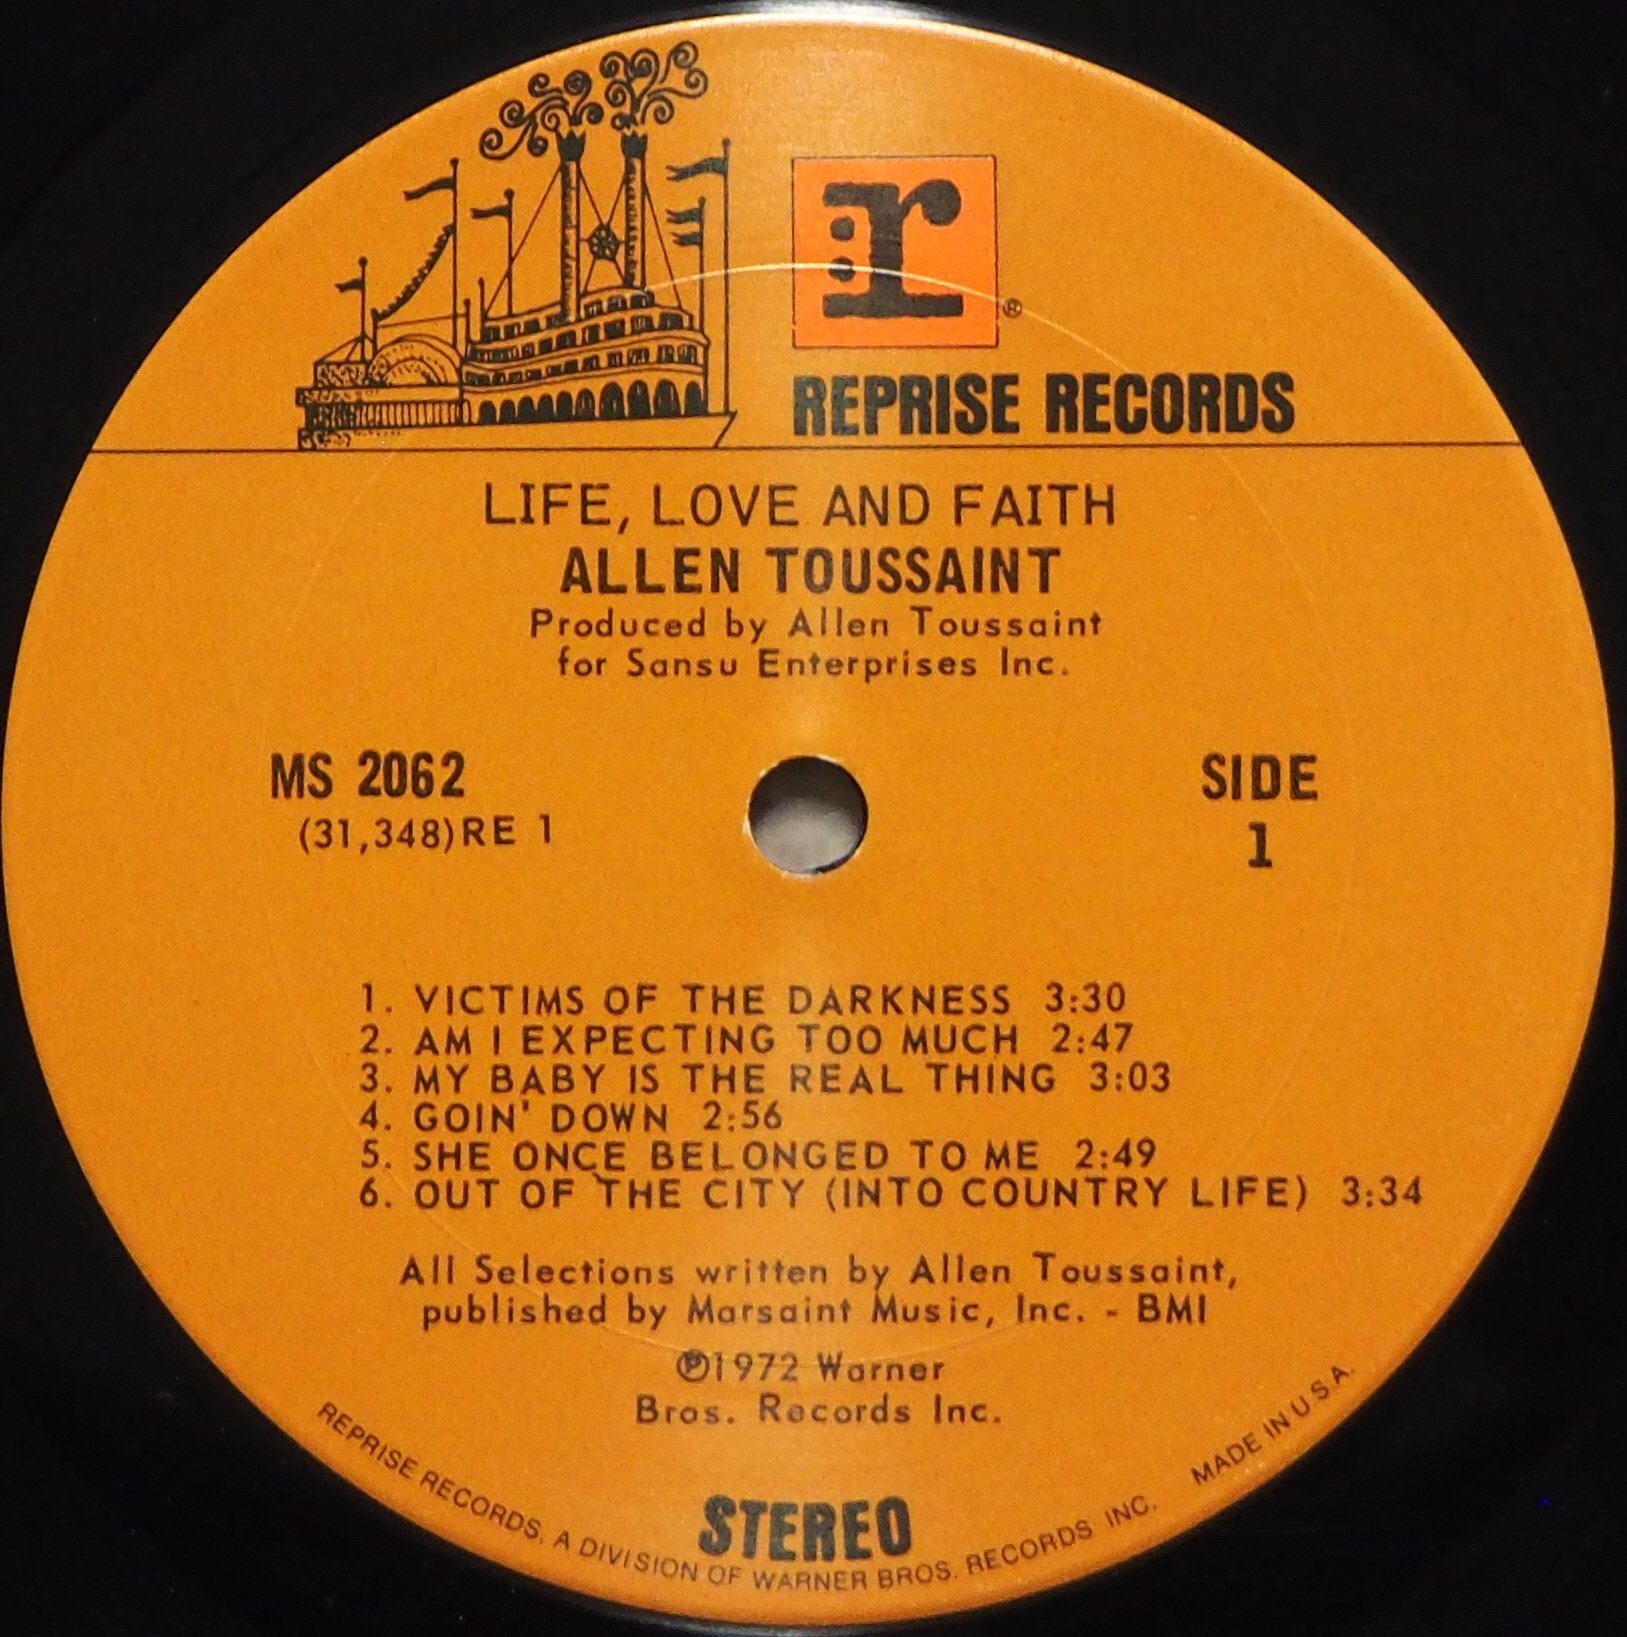 r:
®
REPRISE RECORDS
LIFE, LOVE AND FAITH
ALLEN TOUSSAINT
Produced by Allen Toussaint
for Sansu Enterprises Inc.
MS 2062
(31,348)RE 1
SIDE
1
1. VICTIMS OF THE DARKNESS 3:30
2. AM I EXPECTING TOO MUCH 2:47
3. MY BABY IS THE REAL THING 3:03
4. GOIN' DOWN 2:56
5. SHE ONCE BELONGED TO ME 2:49
6. OUT OF THE CITY (INTO COUNTRY LIFE) 3:34
All Selections written by Allen Toussaint,
published by Marsaint Music, Inc. - BMI
℗1972 Warner
Bros. Records Inc.
STEREO
REPRISE RECORDS, A DIVISION OF WARNER BROS. RECORDS INC. MADE IN U.S.A.